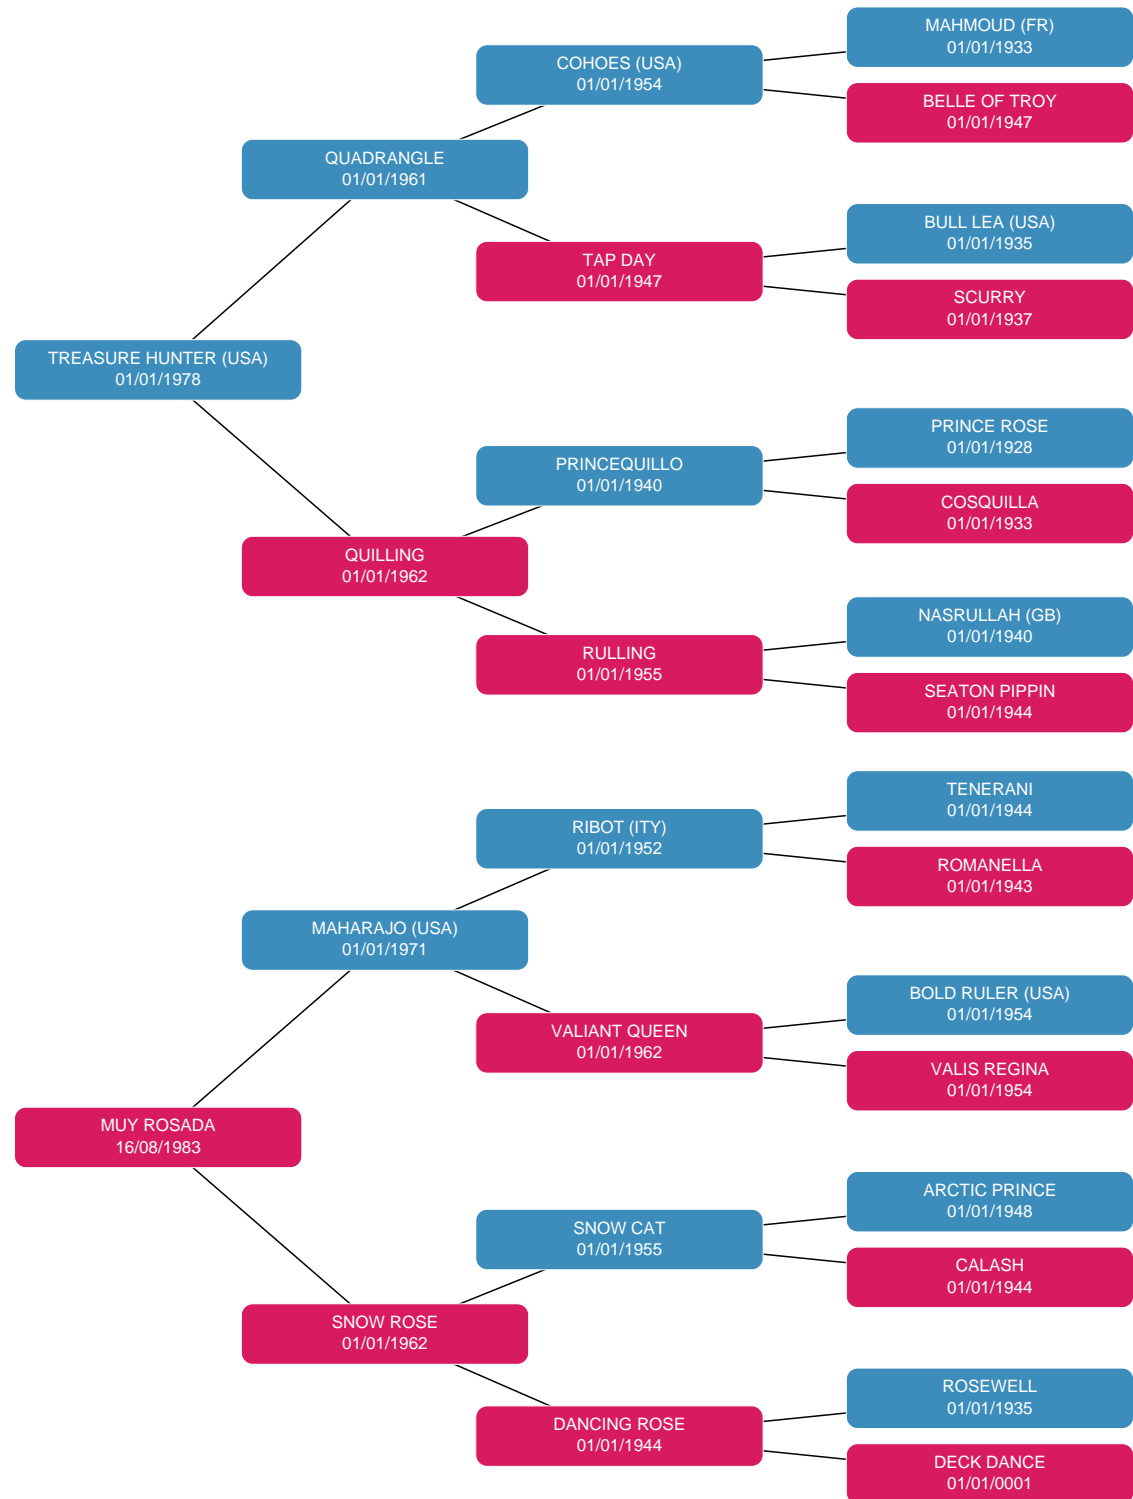 MAHMOUD (FR)
01/01/1933
COHOES (USA)
01/01/1954
BELLE OF TROY
01/01/1947
QUADRANGLE
01/01/1961
BULL LEA (USA)
01/01/1935
TAP DAY
01/01/1947
SCURRY
01/01/1937
TREASURE HUNTER (USA)
01/01/1978
PRINCE ROSE
01/01/1928
PRINCEQUILLO
01/01/1940
COSQUILLA
01/01/1933
QUILLING
01/01/1962
NASRULLAH (GB)
01/01/1940
RULLING
01/01/1955
SEATON PIPPIN
01/01/1944
TENERANI
01/01/1944
RIBOT (ITY)
01/01/1952
ROMANELLA
01/01/1943
MAHARAJO (USA)
01/01/1971
BOLD RULER (USA)
01/01/1954
VALIANT QUEEN
01/01/1962
VALIS REGINA
01/01/1954
MUY ROSADA
16/08/1983
ARCTIC PRINCE
01/01/1948
SNOW CAT
01/01/1955
CALASH
01/01/1944
SNOW ROSE
01/01/1962
ROSEWELL
01/01/1935
DANCING ROSE
01/01/1944
DECK DANCE
01/01/0001